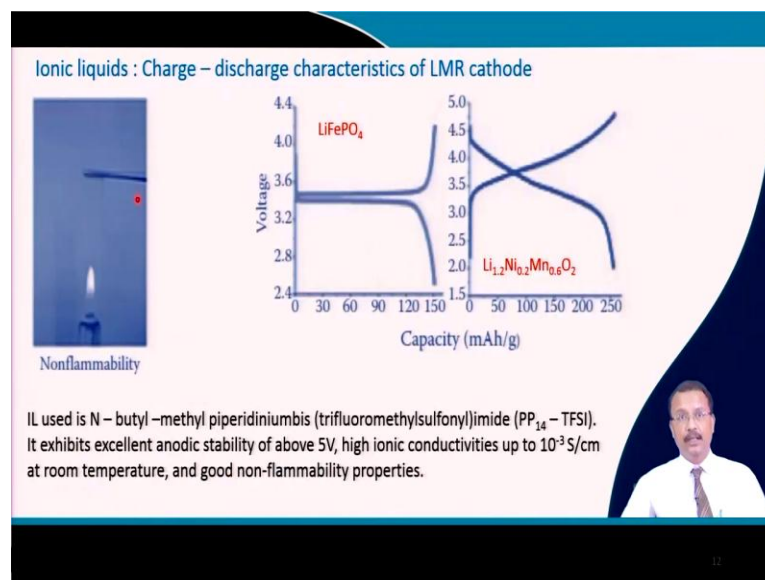 Ionic liquids : Charge – discharge characteristics of LMR cathode
Nonflammability
Voltage
4.4
4.0
3.6
3.2
2.8
2.4
LiFePO₄
0 30 60 90 120 150
5.0
4.5
4.0
3.5
3.0
2.5
2.0
1.5
Li₁.₂Ni₀.₂Mn₀.₆O₂
0 50 100 150 200 250
Capacity (mAh/g)
IL used is N – butyl –methyl piperidiniumbis (trifluoromethylsulfonyl)imide (PP₁₄ – TFSI).
It exhibits excellent anodic stability of above 5V, high ionic conductivities up to 10⁻³ S/cm
at room temperature, and good non-flammability properties.
12